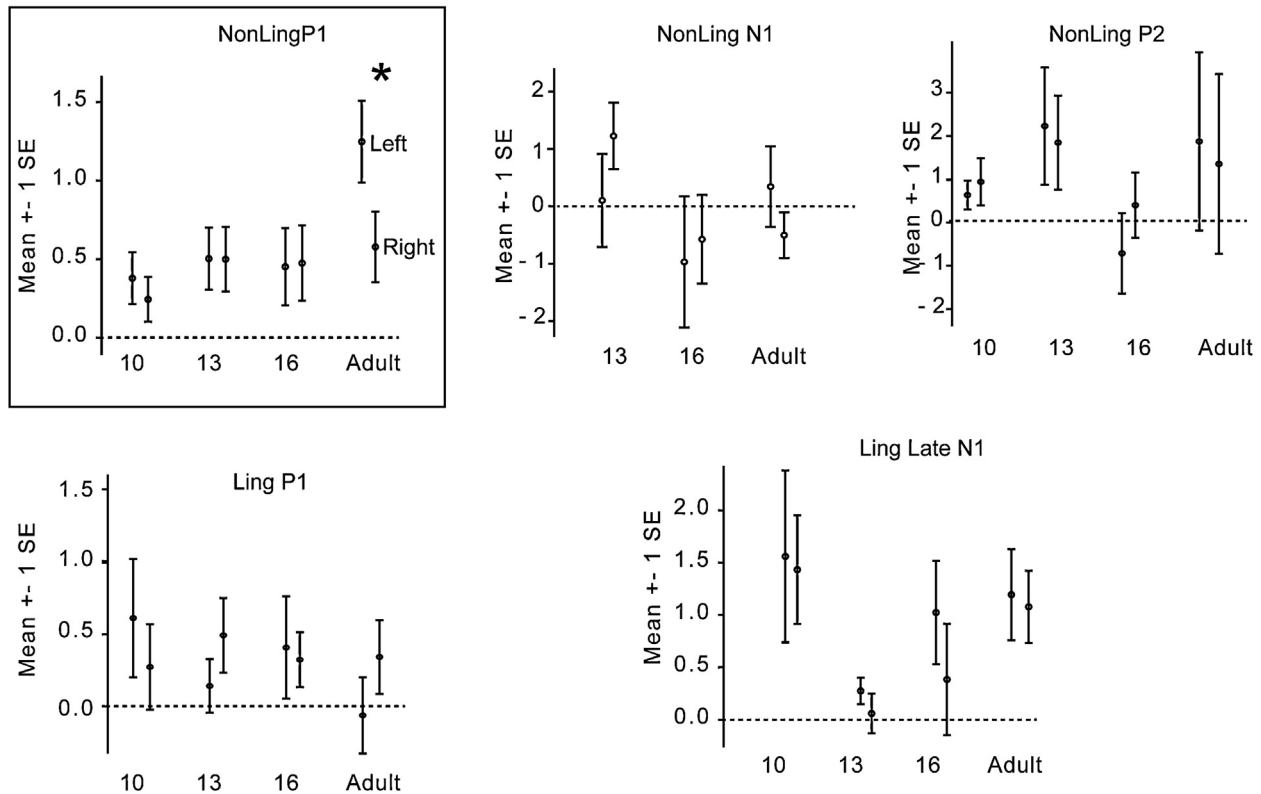 NonLingP1
*
Mean +- 1 SE
1.5
1.0
0.5
0.0
Left
Right
10 13 16 Adult
NonLing N1
Mean +- 1 SE
2
1
0
- 1
- 2
13 16 Adult
NonLing P2
Mean +- 1 SE
3
2
1
0
- 1
- 2
10 13 16 Adult
Ling P1
Mean +- 1 SE
1.5
1.0
0.5
0.0
10 13 16 Adult
Ling Late N1
Mean +- 1 SE
2.0
1.5
1.0
0.5
0.0
10 13 16 Adult